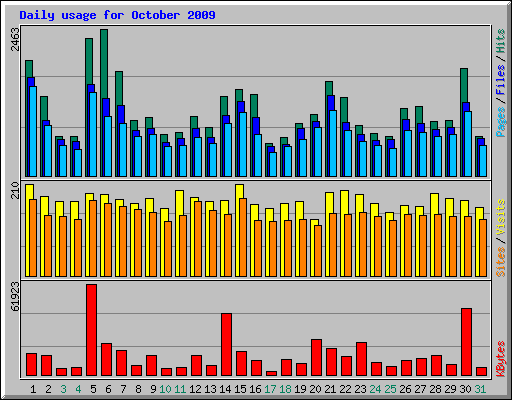 Daily usage for October 2009
2463
Pages / Files / Hits
210
Sites / Visits
61923
KBytes
1 2 3 4 5 6 7 8 9 10 11 12 13 14 15 16 17 18 19 20 21 22 23 24 25 26 27 28 29 30 31